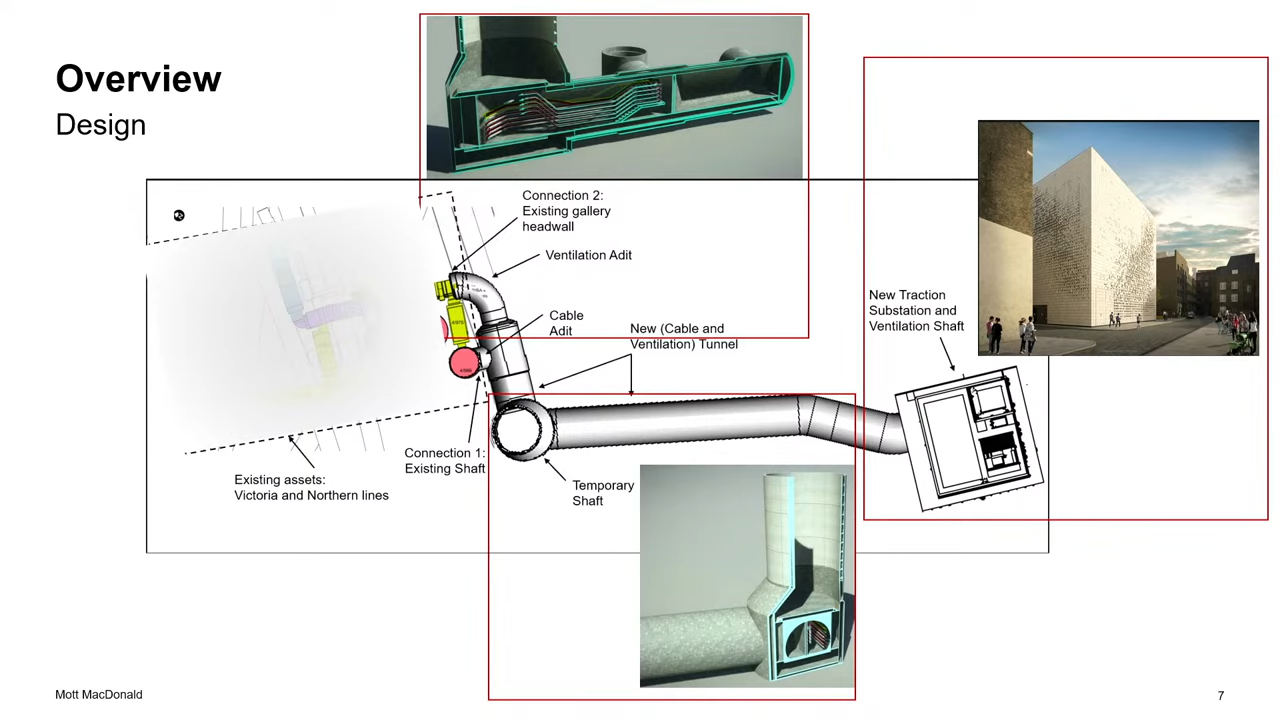 Overview
Design
Connection 2:
Existing gallery
headwall
Ventilation Adit
Cable
Adit
New (Cable and
Ventilation) Tunnel
New Traction
Substation and
Ventilation Shaft
Connection 1:
Existing Shaft
Existing assets:
Victoria and Northern lines
Temporary
Shaft
Mott MacDonald
7